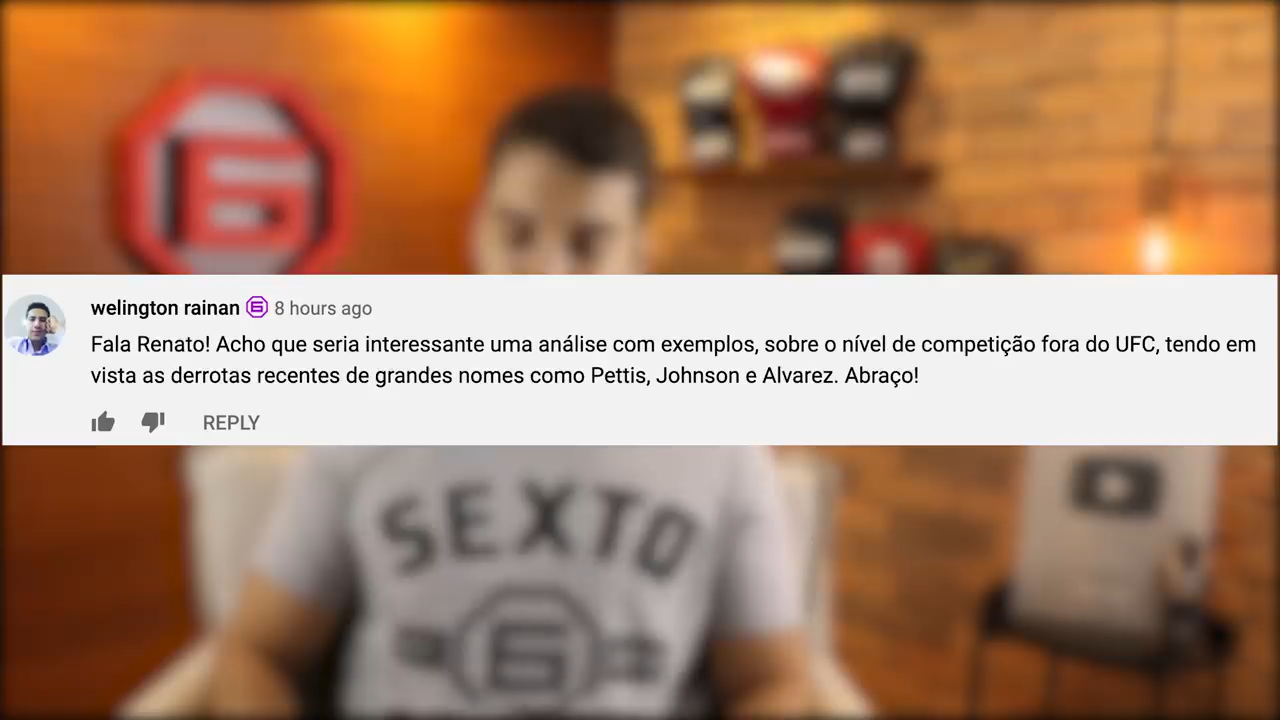 welington rainan 8 hours ago
Fala Renato! Acho que seria interessante uma análise com exemplos, sobre o nível de competição fora do UFC, tendo em
vista as derrotas recentes de grandes nomes como Pettis, Johnson e Alvarez. Abraço!
REPLY
SEXTO